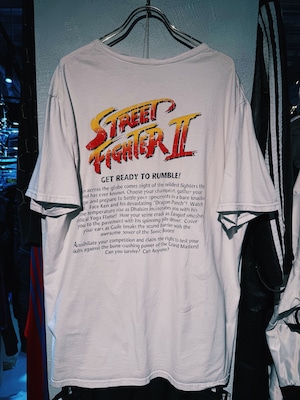 STREET
FIGHTER II
GET READY TO RUMBLE!
across the globe comes eight of the wildest fighters the
world has ever known. Choose your champion, gather your
and prepare to battle your opponents in a bare knuckle
Face Ken and his devastating "Dragon Punch"! Watch
the temperature rise as Dhalsim incinerates you with his
Yoga Flame! Hear your spine crack as Zangief smashes
you to the pavement with his spinning Pile Driver! Cover
your ears as Guile breaks the sound barrier with the
awesome power of the Sonic Boom!
Annihilate your competition and claim the right to test your
skills against the bone crushing power of the Grand Masters!
Can you survive? Can Anyone?